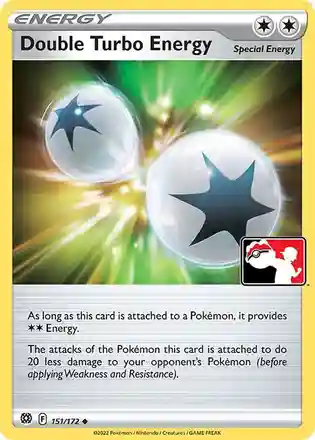 ENERGY
Double Turbo Energy
Special Energy
As long as this card is attached to a Pokémon, it provides
Energy.
The attacks of the Pokémon this card is attached to do
20 less damage to your opponent's Pokémon (before
applying Weakness and Resistance).
F 151/172
©2022 Pokémon / Nintendo / Creatures / GAME FREAK